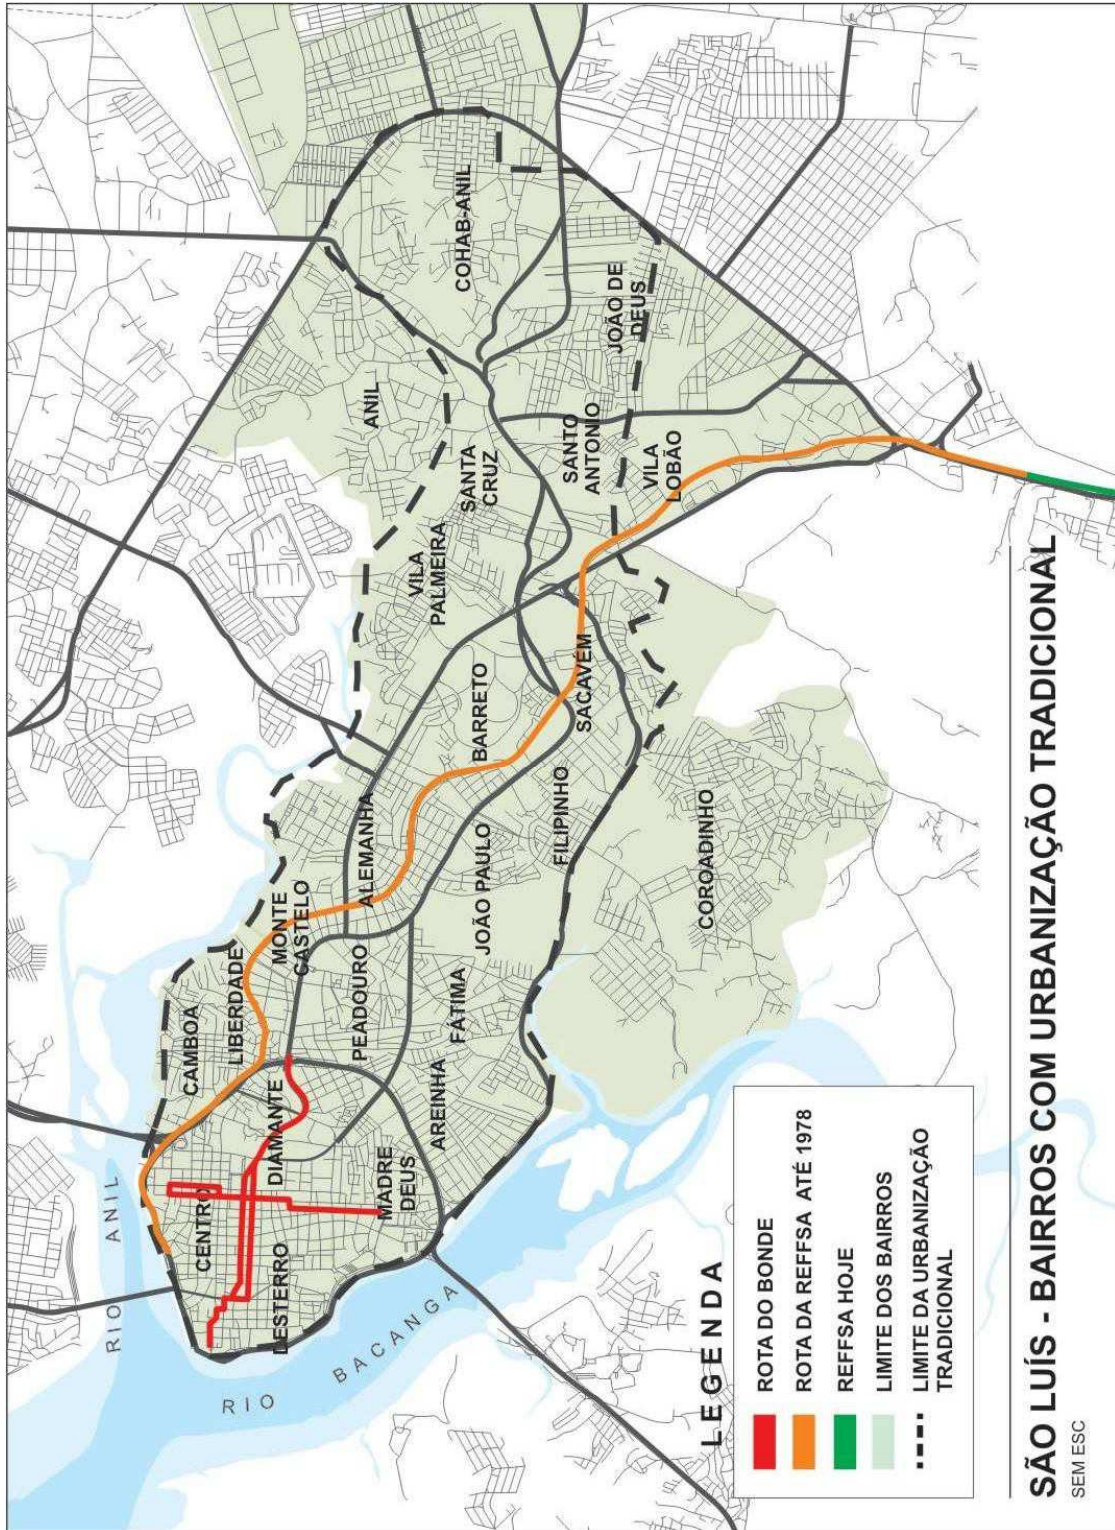 RIO ANIL
CAMBOA
LIBERDADE
MONTE
CASTELO
ALEMANHA
VILA
PALMEIRA
SANTA
CRUZ
ANIL
COHAB-ANIL
CENTRO
DIAMANTE
PEADOURO
BARRETO
JOÃO PAULO
SANTO
ANTONIO
JOÃO DE
DEUS
DESTERRO
MADRE
DEUS
AREINHA
FÁTIMA
FILIPINHO
SACAVÉM
VILA
LOBÃO
RIO BACANGA
COROADINHO
LEGENDA
ROTA DO BONDE
ROTA DA REFFSA ATÉ 1978
REFFSA HOJE
LIMITE DOS BAIRROS
LIMITE DA URBANIZAÇÃO
TRADICIONAL
SÃO LUÍS - BAIRROS COM URBANIZAÇÃO TRADICIONAL
SEM ESC